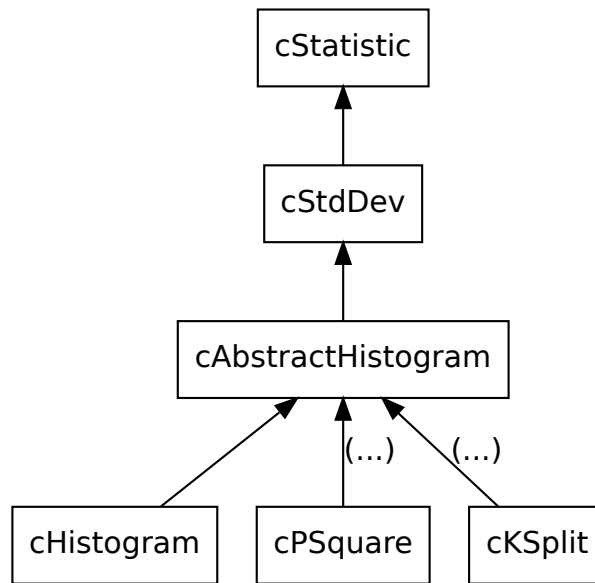 cStatistic
cStdDev
cAbstractHistogram
(...) (...)
cHistogram cPSquare cKSplit